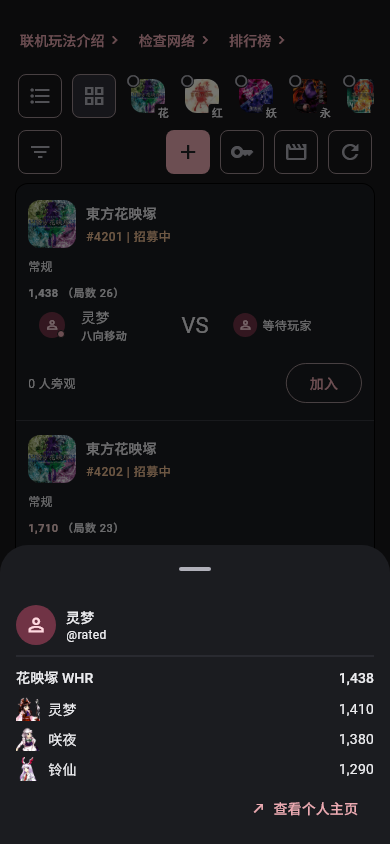 联机玩法介绍 检查网络 排行榜
花 红 妖 永
東方花映塚
#4201 | 招募中
常规
1,438 （局数 26）
灵梦
八向移动
VS
等待玩家
0 人旁观
加入
東方花映塚
#4202 | 招募中
常规
1,710 （局数 23）
灵梦
@rated
花映塚 WHR 1,438
灵梦 1,410
咲夜 1,380
铃仙 1,290
查看个人主页